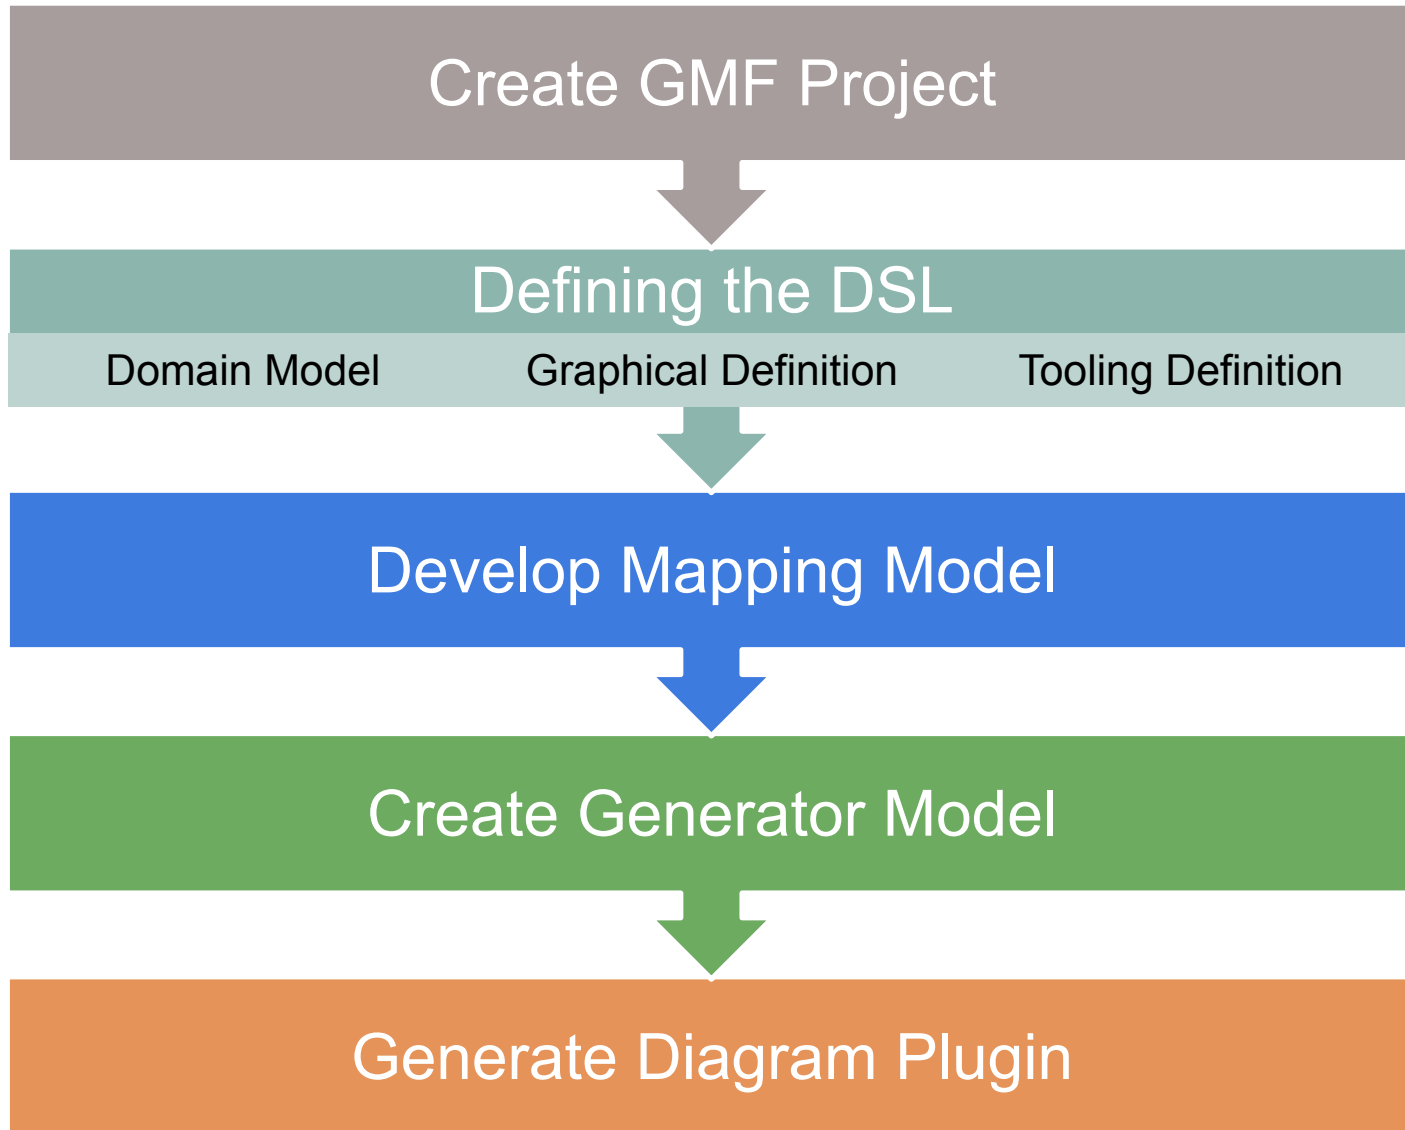 Create GMF Project
Defining the DSL
Domain Model Graphical Definition Tooling Definition
Develop Mapping Model
Create Generator Model
Generate Diagram Plugin